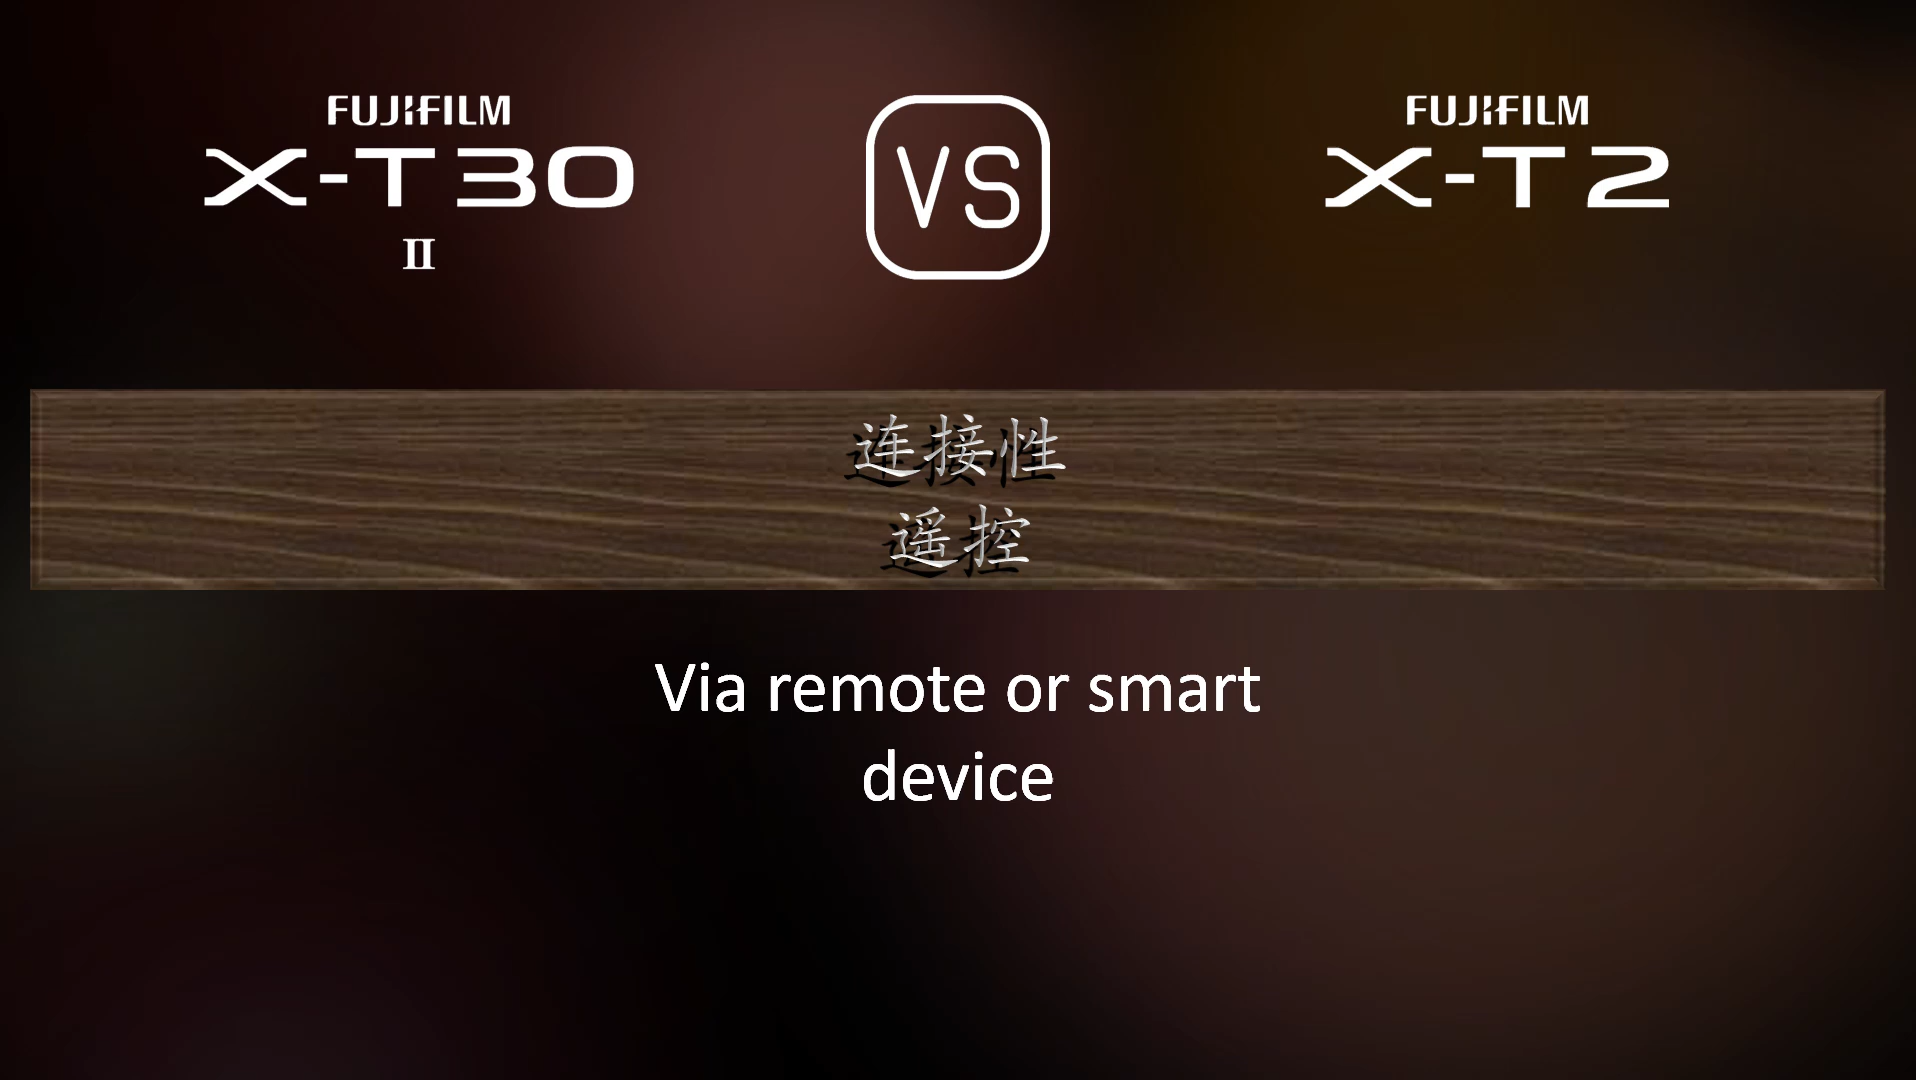 FUJIFILM
X-T30
II
VS
FUJIFILM
X-T2
连接性
遥控
Via remote or smart
device